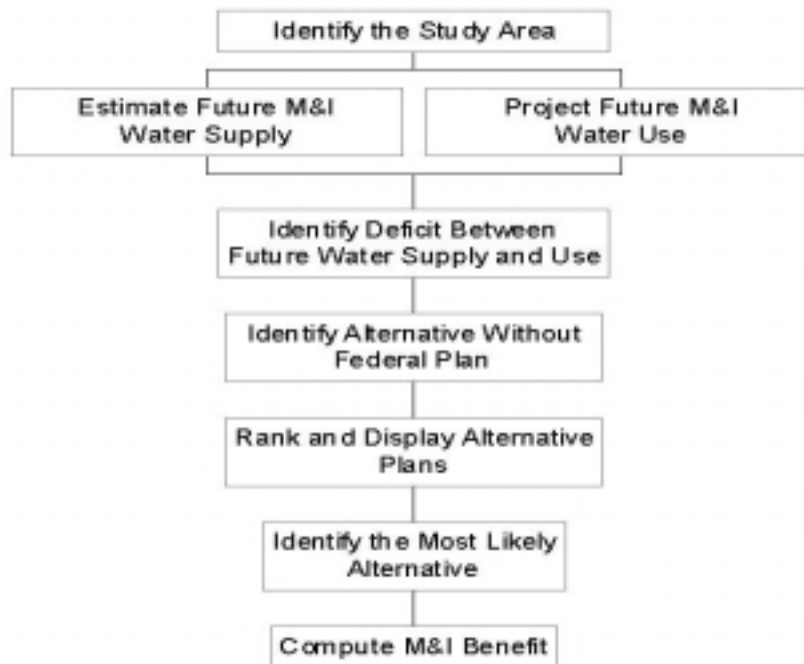 Identify the Study Area
Estimate Future M&I
Water Supply
Project Future M&I
Water Use
Identify Deficit Between
Future Water Supply and Use
Identify Alternative Without
Federal Plan
Rank and Display Alternative
Plans
Identify the Most Likely
Alternative
Compute M&I Benefit